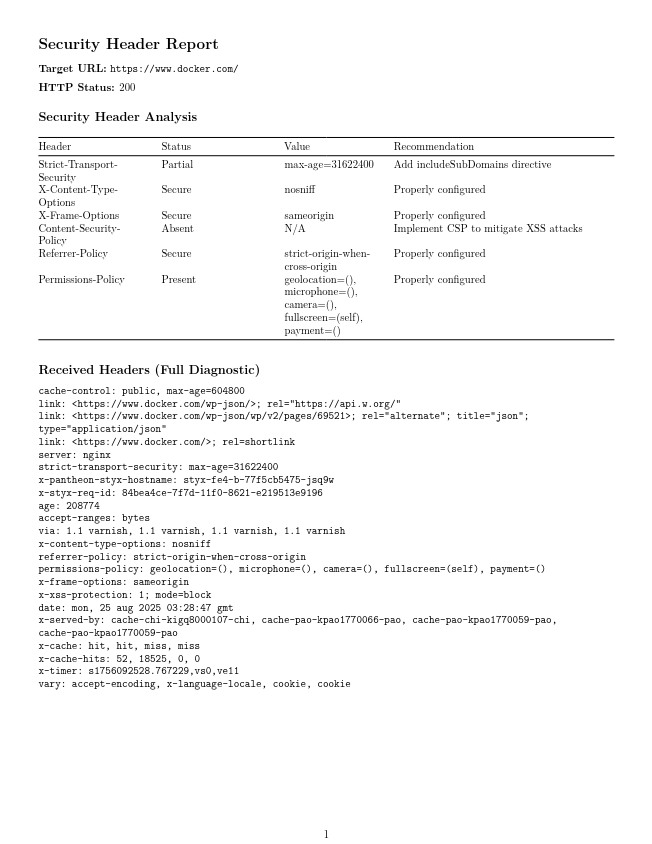 Security Header Report
Target URL: https://www.docker.com/
HTTP Status: 200
Security Header Analysis
Header Status Value Recommendation
Strict-Transport- Partial max-age=31622400 Add includeSubDomains directive
Security
X-Content-Type- Secure nosniff Properly configured
Options
X-Frame-Options Secure sameorigin Properly configured
Content-Security- Absent N/A Implement CSP to mitigate XSS attacks
Policy
Referrer-Policy Secure strict-origin-when- Properly configured
cross-origin
Permissions-Policy Present geolocation=(), Properly configured
microphone=(),
camera=(),
fullscreen=(self),
payment=()
Received Headers (Full Diagnostic)
cache-control: public, max-age=604800
link: <https://www.docker.com/wp-json/>; rel="https://api.w.org/"
link: <https://www.docker.com/wp-json/wp/v2/pages/69521>; rel="alternate"; title="json";
type="application/json"
link: <https://www.docker.com/>; rel=shortlink
server: nginx
strict-transport-security: max-age=31622400
x-pantheon-styx-hostname: styx-fe4-b-77f5cb5475-jsq9w
x-styx-req-id: 84bea4ce-7f7d-11f0-8621-e219513e9196
age: 208774
accept-ranges: bytes
via: 1.1 varnish, 1.1 varnish, 1.1 varnish, 1.1 varnish
x-content-type-options: nosniff
referrer-policy: strict-origin-when-cross-origin
permissions-policy: geolocation=(), microphone=(), camera=(), fullscreen=(self), payment=()
x-frame-options: sameorigin
x-xss-protection: 1; mode=block
date: mon, 25 aug 2025 03:28:47 gmt
x-served-by: cache-chi-kigq8000107-chi, cache-pao-kpao1770066-pao, cache-pao-kpao1770059-pao,
cache-pao-kpao1770059-pao
x-cache: hit, hit, miss, miss
x-cache-hits: 52, 18525, 0, 0
x-timer: s1756092528.767229,vs0,ve11
vary: accept-encoding, x-language-locale, cookie, cookie
1